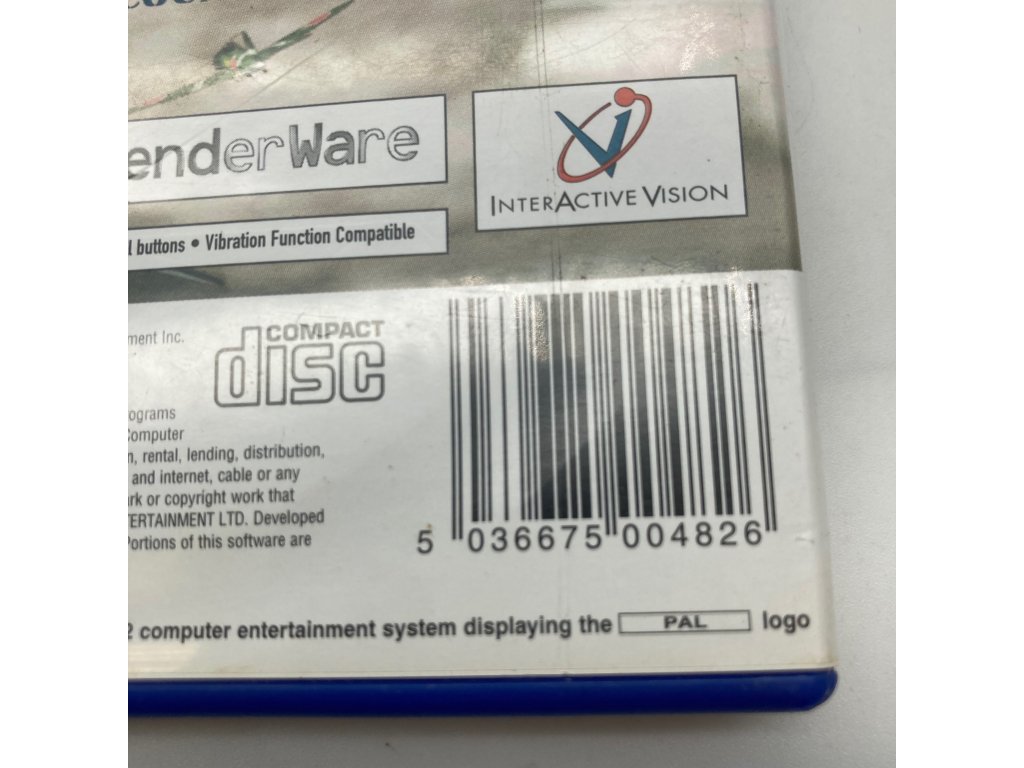 enderWare
INTERACTIVE VISION
l buttons • Vibration Function Compatible
ment Inc.
COMPACT
disc
ograms
Computer
n, rental, lending, distribution,
and internet, cable or any
rk or copyright work that
ERTAINMENT LTD. Developed
Portions of this software are
5 036675 004826
2 computer entertainment system displaying the PAL logo